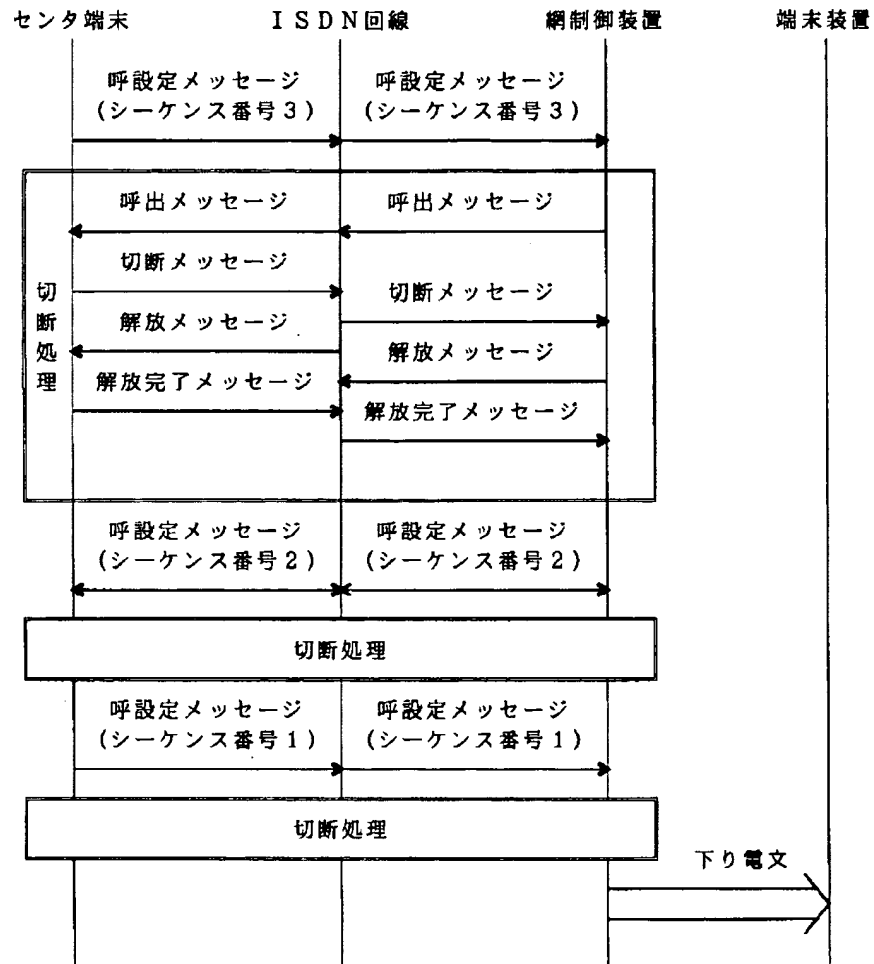 センタ端末 ISDN回線 網制御装置 端末装置
呼設定メッセージ 呼設定メッセージ
(シーケンス番号3) (シーケンス番号3)
呼出メッセージ 呼出メッセージ
切断メッセージ
切断メッセージ
解放メッセージ
解放メッセージ
解放完了メッセージ
解放完了メッセージ
切断処理
呼設定メッセージ 呼設定メッセージ
(シーケンス番号2) (シーケンス番号2)
切断処理
呼設定メッセージ 呼設定メッセージ
(シーケンス番号1) (シーケンス番号1)
切断処理
下り電文